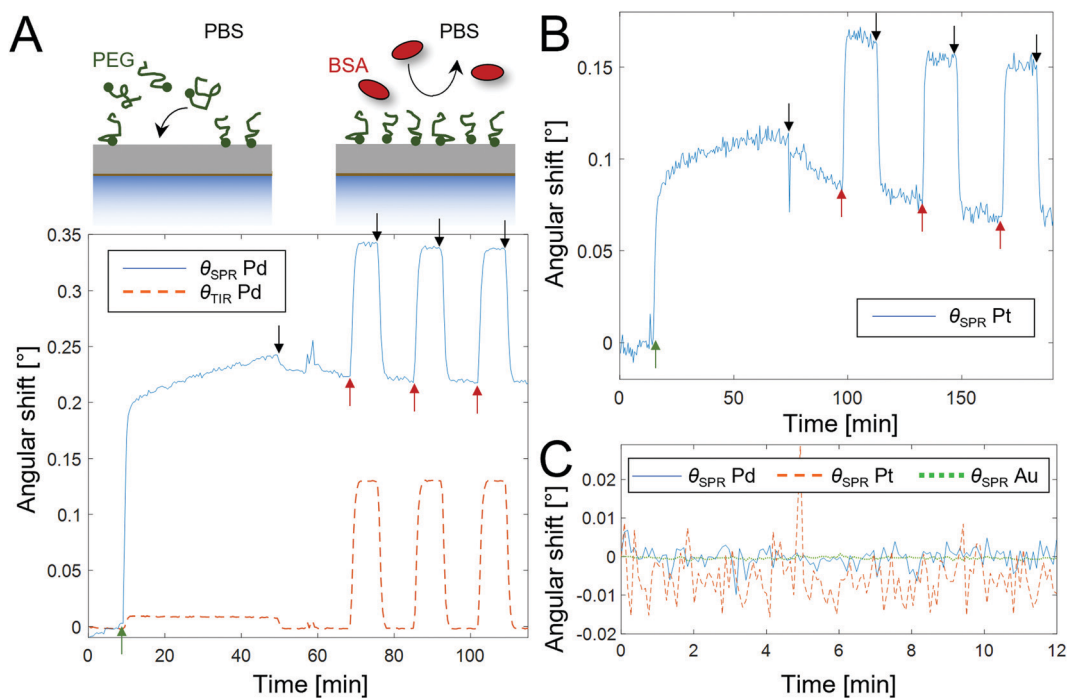 A
PBS
PEG
PBS
BSA
0.35
0.3
0.25
0.2
0.15
0.1
0.05
0
θSPR Pd
θTIR Pd
Angular shift [°]
0 20 40 60 80 100
Time [min]
B
0.15
0.1
0.05
0
Angular shift [°]
θSPR Pt
0 50 100 150
Time [min]
C
0.02
0.01
0
-0.01
-0.02
Angular shift [°]
θSPR Pd θSPR Pt θSPR Au
0 2 4 6 8 10 12
Time [min]